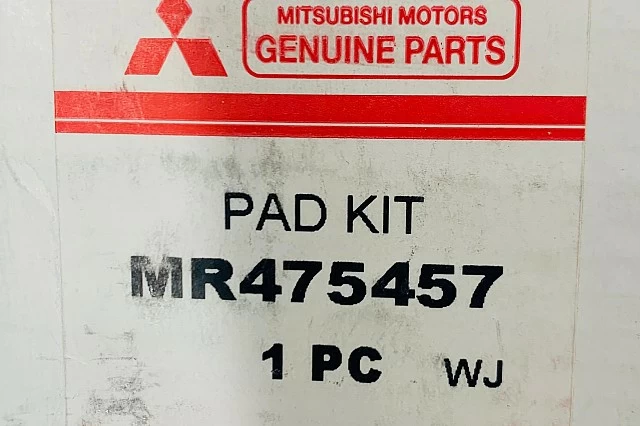 MITSUBISHI MOTORS
GENUINE PARTS
PAD KIT
MR475457
1 PC WJ